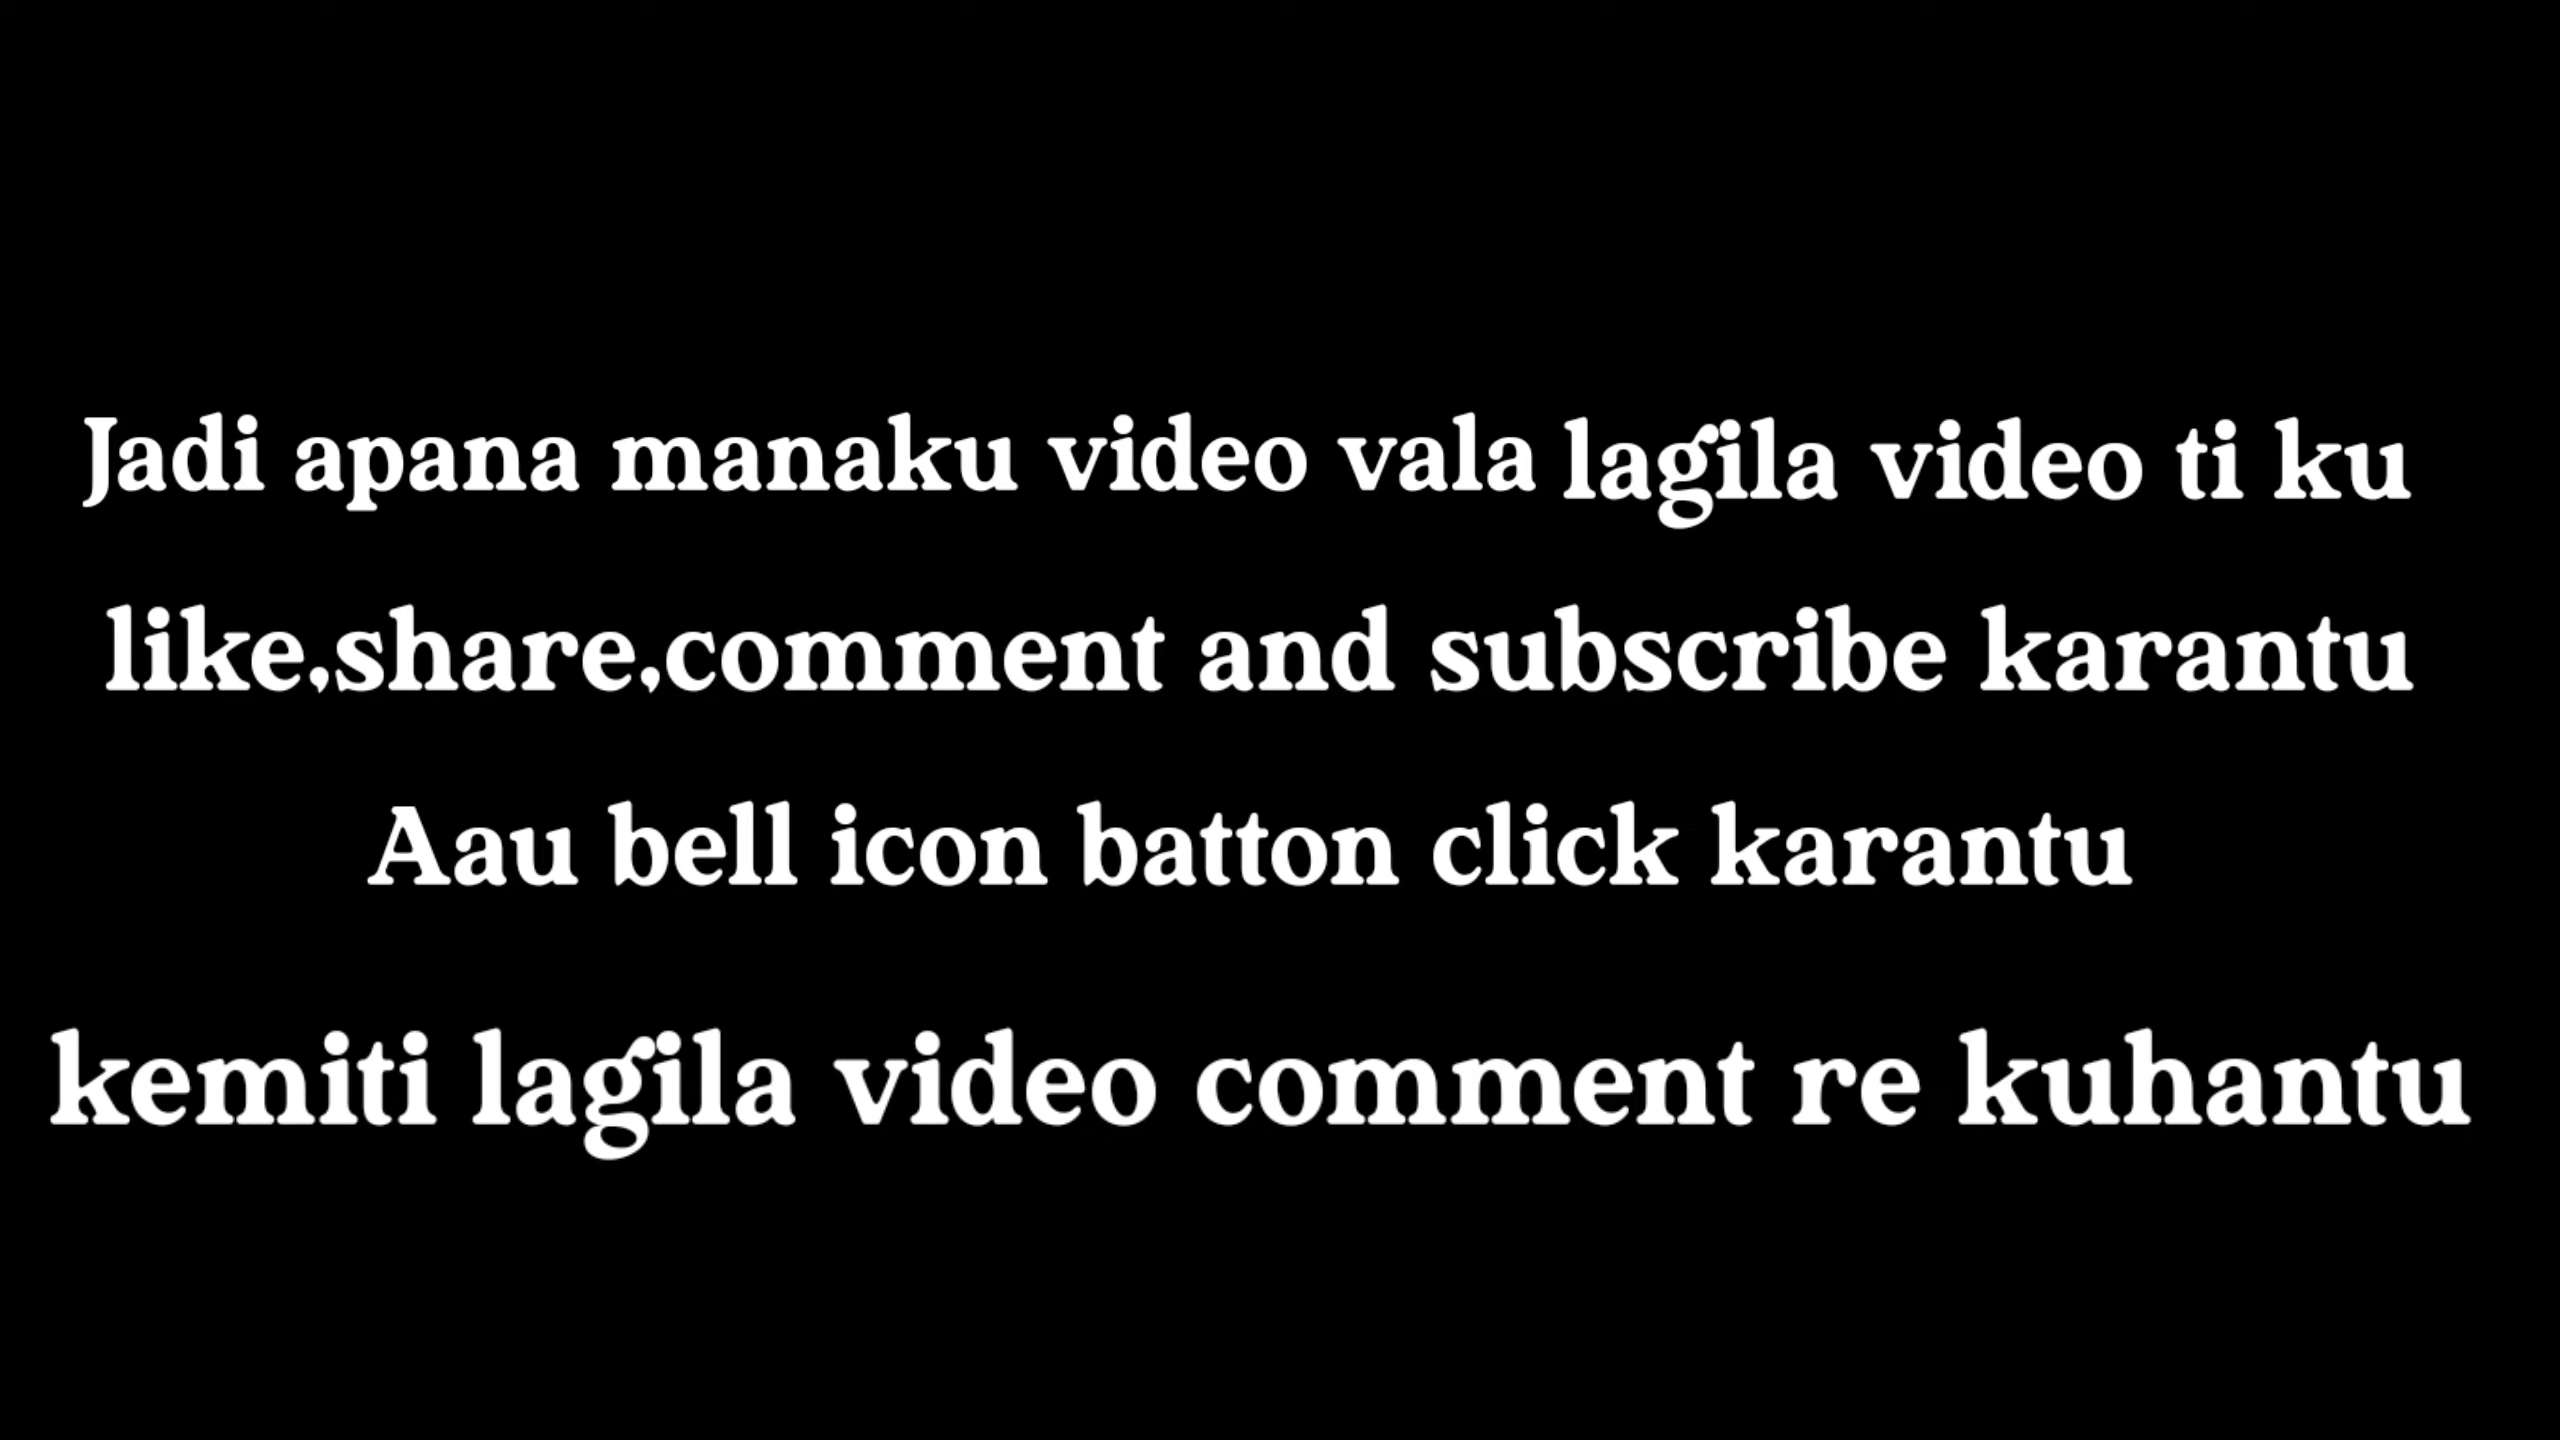 Jadi apana manaku video vala lagila video ti ku
like,share,comment and subscribe karantu
Aau bell icon batton click karantu
kemiti lagila video comment re kuhantu